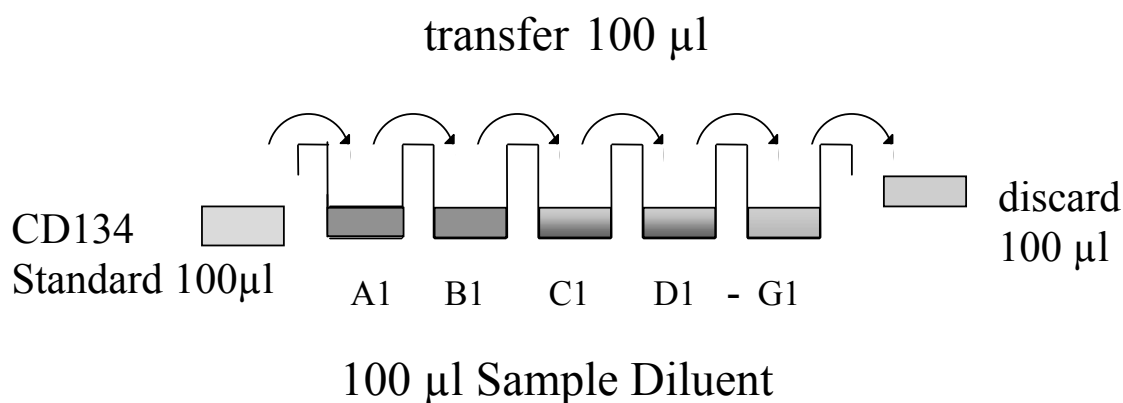 transfer 100 µl
CD134
Standard 100µl
discard
100 µl
A1 B1 C1 D1 - G1
100 µl Sample Diluent